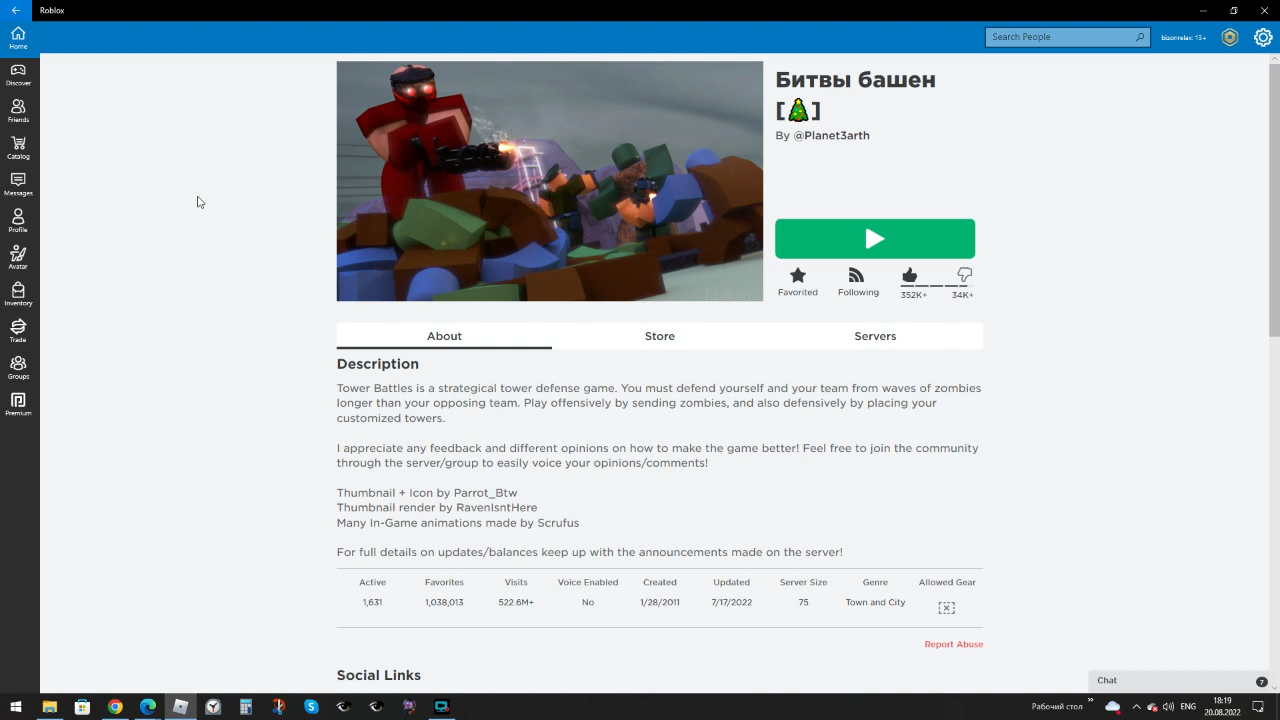 Roblox
Search People
bizonrelax: 13+
Home
Discover
Friends
Catalog
Messages
Profile
Avatar
Inventory
Trade
Groups
Premium
Битвы башен
[🎄]
By @Planet3arth
Favorited
Following
352K+
34K+
About
Store
Servers
Description
Tower Battles is a strategical tower defense game. You must defend yourself and your team from waves of zombies
longer than your opposing team. Play offensively by sending zombies, and also defensively by placing your
customized towers.
I appreciate any feedback and different opinions on how to make the game better! Feel free to join the community
through the server/group to easily voice your opinions/comments!
Thumbnail + Icon by Parrot_Btw
Thumbnail render by RavenIsntHere
Many In-Game animations made by Scrufus
For full details on updates/balances keep up with the announcements made on the server!
Active Favorites Visits Voice Enabled Created Updated Server Size Genre Allowed Gear
1,631 1,038,013 522.6M+ No 1/28/2011 7/17/2022 75 Town and City
Report Abuse
Social Links
Chat 7
Рабочий стол
ENG
18:19
20.08.2022